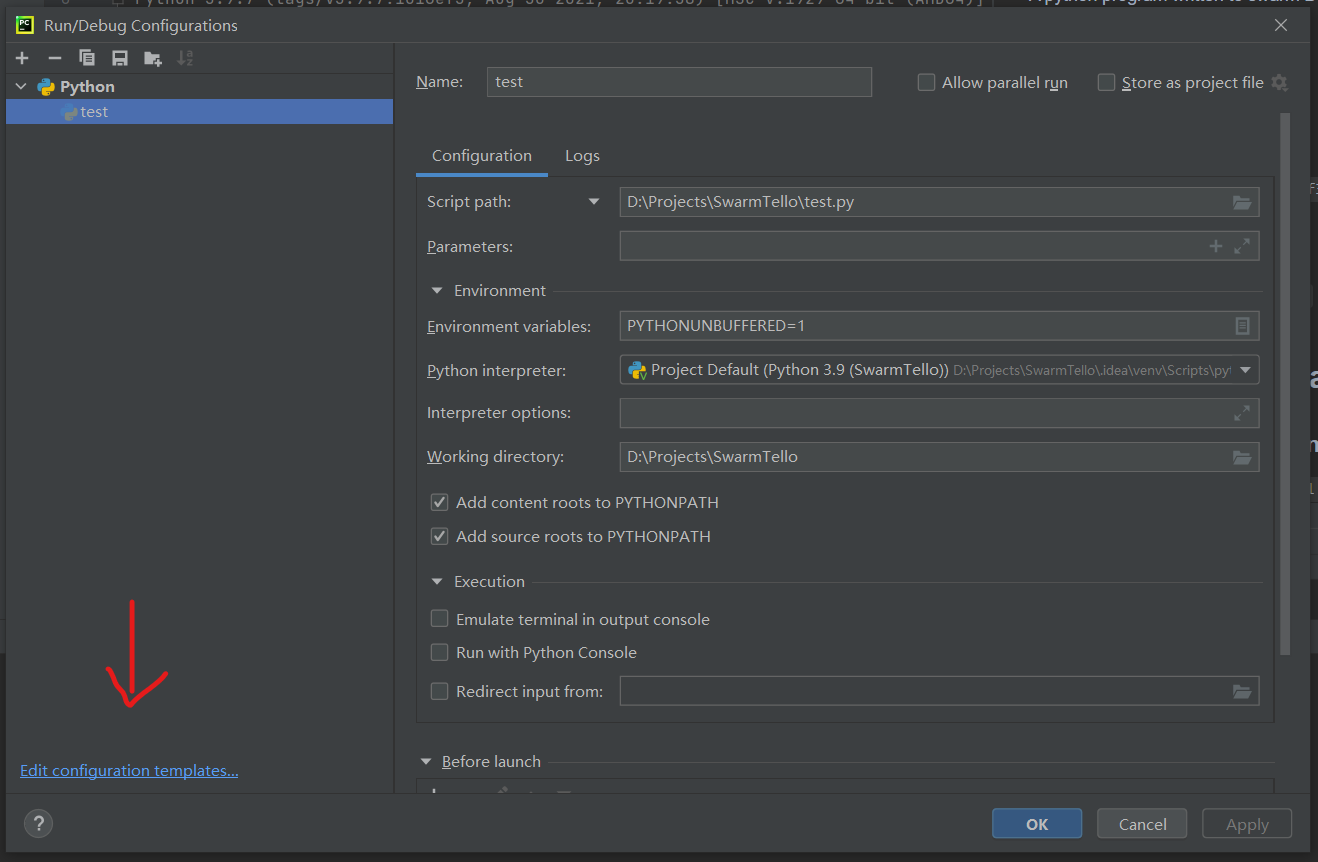 Run/Debug Configurations
Python
test
Name:
test
Allow parallel run
Store as project file
Configuration
Logs
Script path:
D:\Projects\SwarmTello\test.py
Parameters:
Environment
Environment variables:
PYTHONUNBUFFERED=1
Python interpreter:
Project Default (Python 3.9 (SwarmTello)) D:\Projects\SwarmTello\.idea\venv\Scripts\pyt
Interpreter options:
Working directory:
D:\Projects\SwarmTello
Add content roots to PYTHONPATH
Add source roots to PYTHONPATH
Execution
Emulate terminal in output console
Run with Python Console
Redirect input from:
Edit configuration templates...
Before launch
?
OK
Cancel
Apply